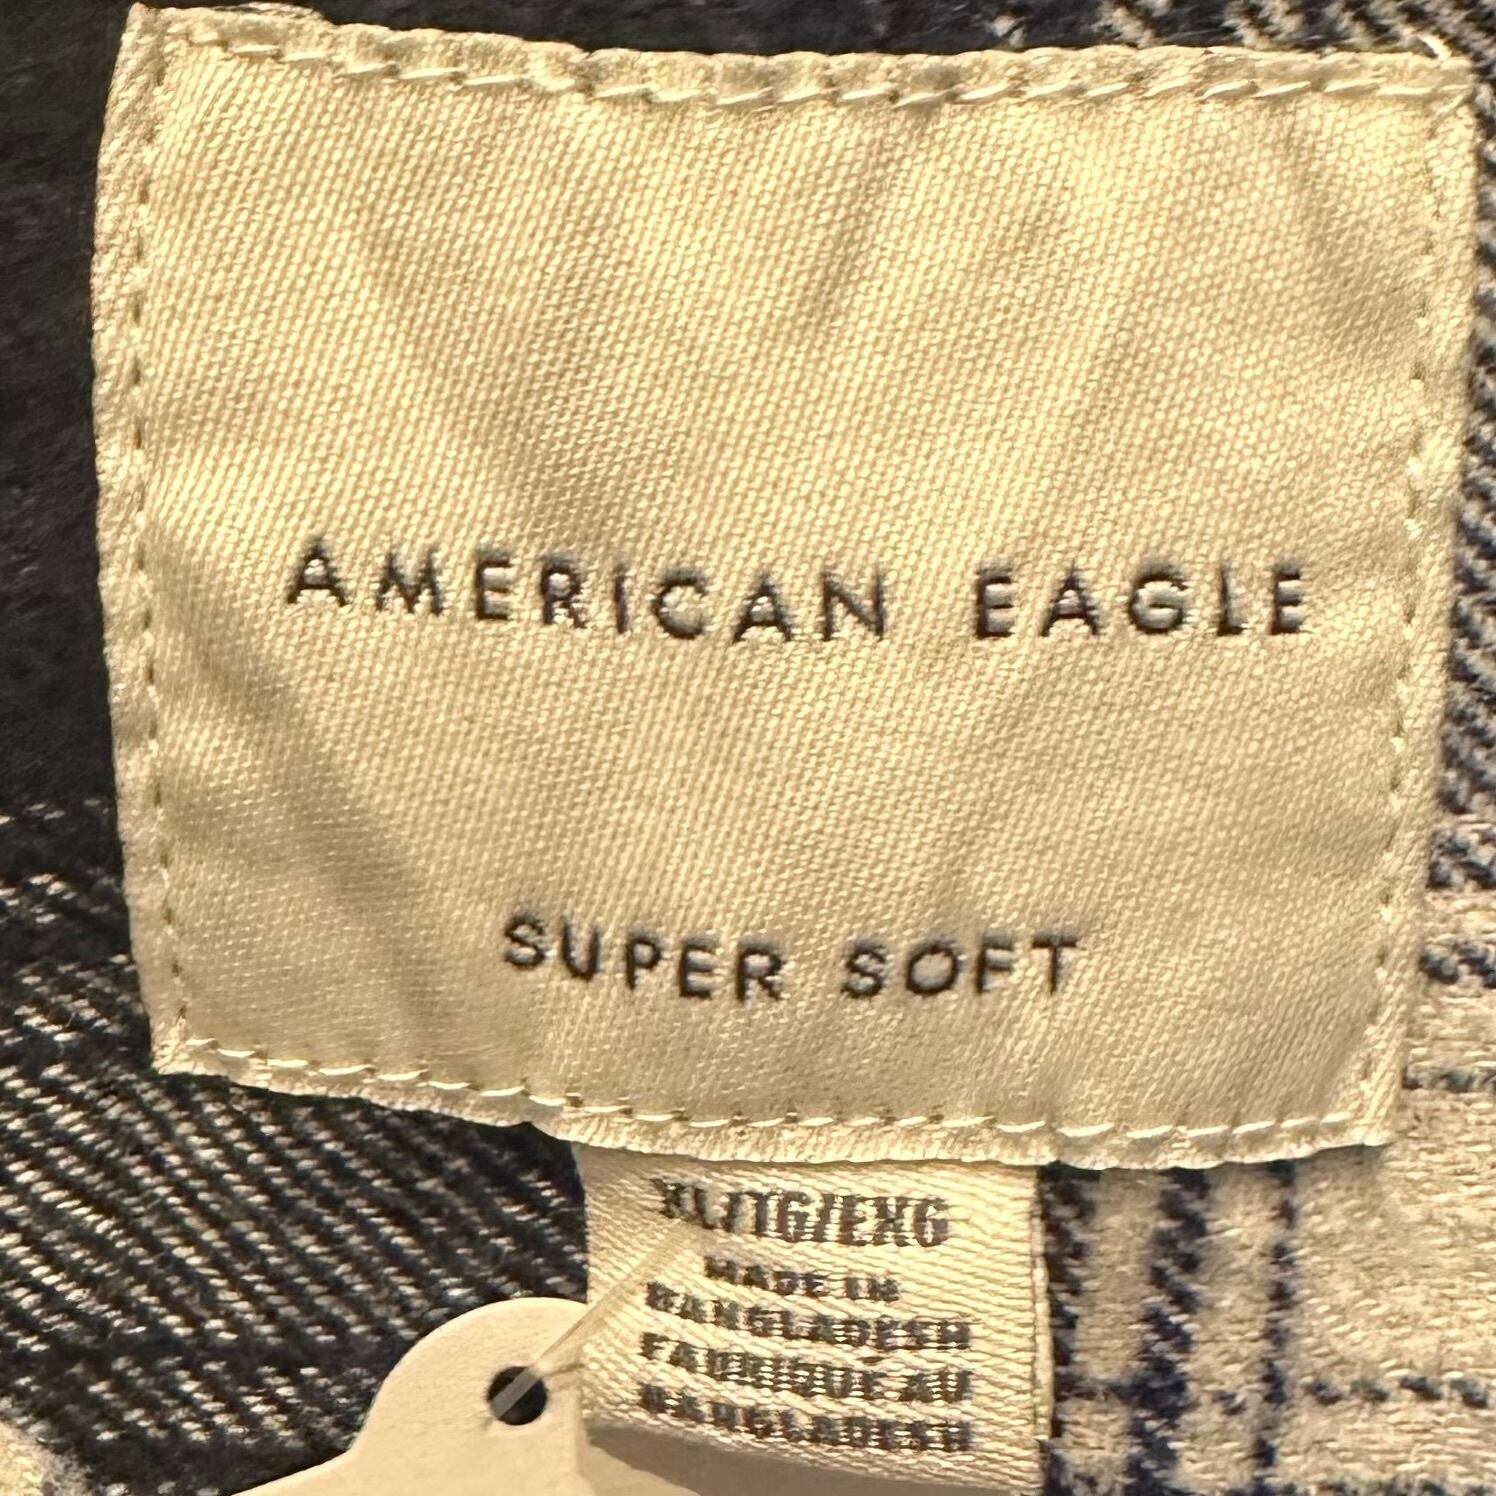 AMERICAN EAGLE
SUPER SOFT
XL/TG/EXG
MADE IN
BANGLADESH
FABRIQUE AU
BANGLADESH